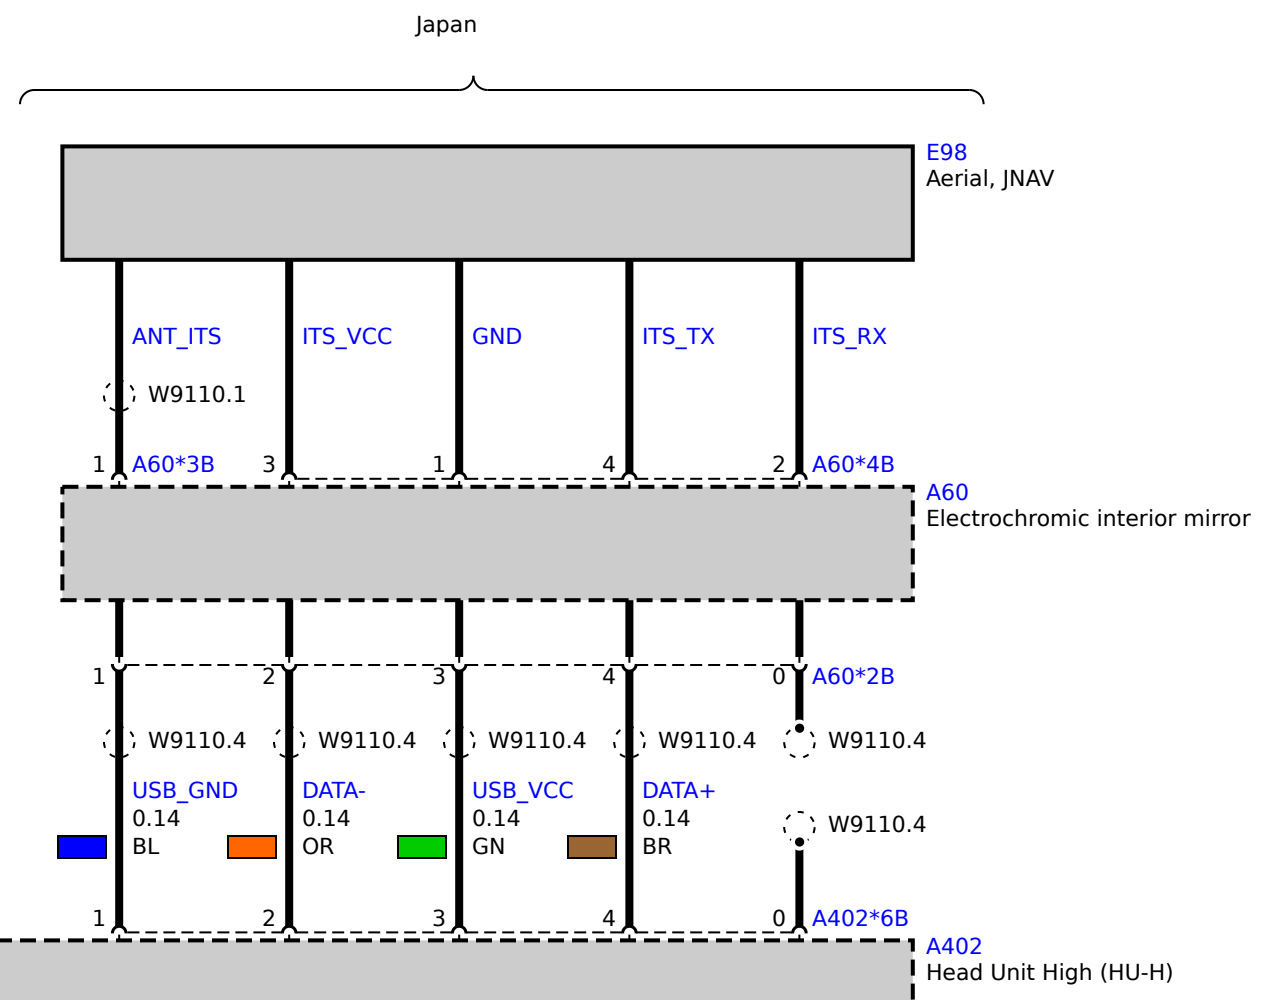 Japan
E98
Aerial, JNAV
ANT_ITS
ITS_VCC
GND
ITS_TX
ITS_RX
W9110.1
1 A60*3B 3 1 4 2 A60*4B
A60
Electrochromic interior mirror
1 2 3 4 0 A60*2B
W9110.4 W9110.4 W9110.4 W9110.4 W9110.4
USB_GND DATA- USB_VCC DATA+
0.14 0.14 0.14 0.14 W9110.4
BL OR GN BR
1 2 3 4 0 A402*6B
A402
Head Unit High (HU-H)